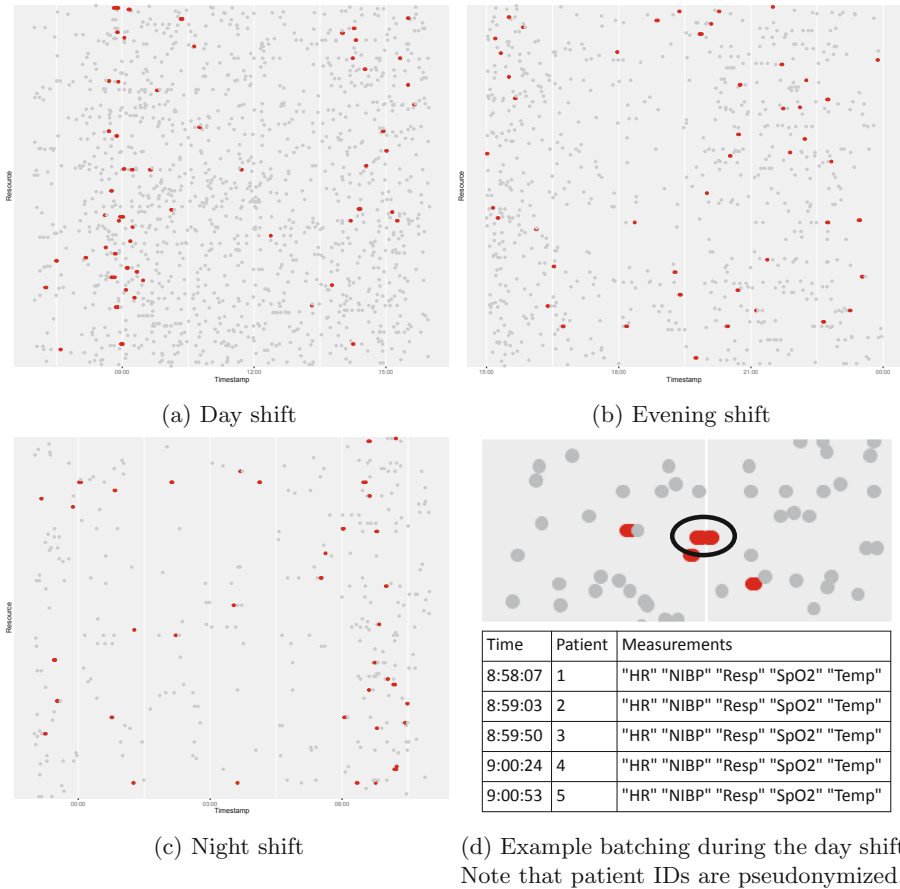 Resource
09:00 12:00 15:00
Timestamp
(a) Day shift
Resource
15:00 18:00 21:00 00:00
Timestamp
(b) Evening shift
Resource
00:00 03:00 06:00
Timestamp
(c) Night shift
Time Patient Measurements
8:58:07 1 "HR" "NIBP" "Resp" "SpO2" "Temp"
8:59:03 2 "HR" "NIBP" "Resp" "SpO2" "Temp"
8:59:50 3 "HR" "NIBP" "Resp" "SpO2" "Temp"
9:00:24 4 "HR" "NIBP" "Resp" "SpO2" "Temp"
9:00:53 5 "HR" "NIBP" "Resp" "SpO2" "Temp"
(d) Example batching during the day shift
Note that patient IDs are pseudonymized.